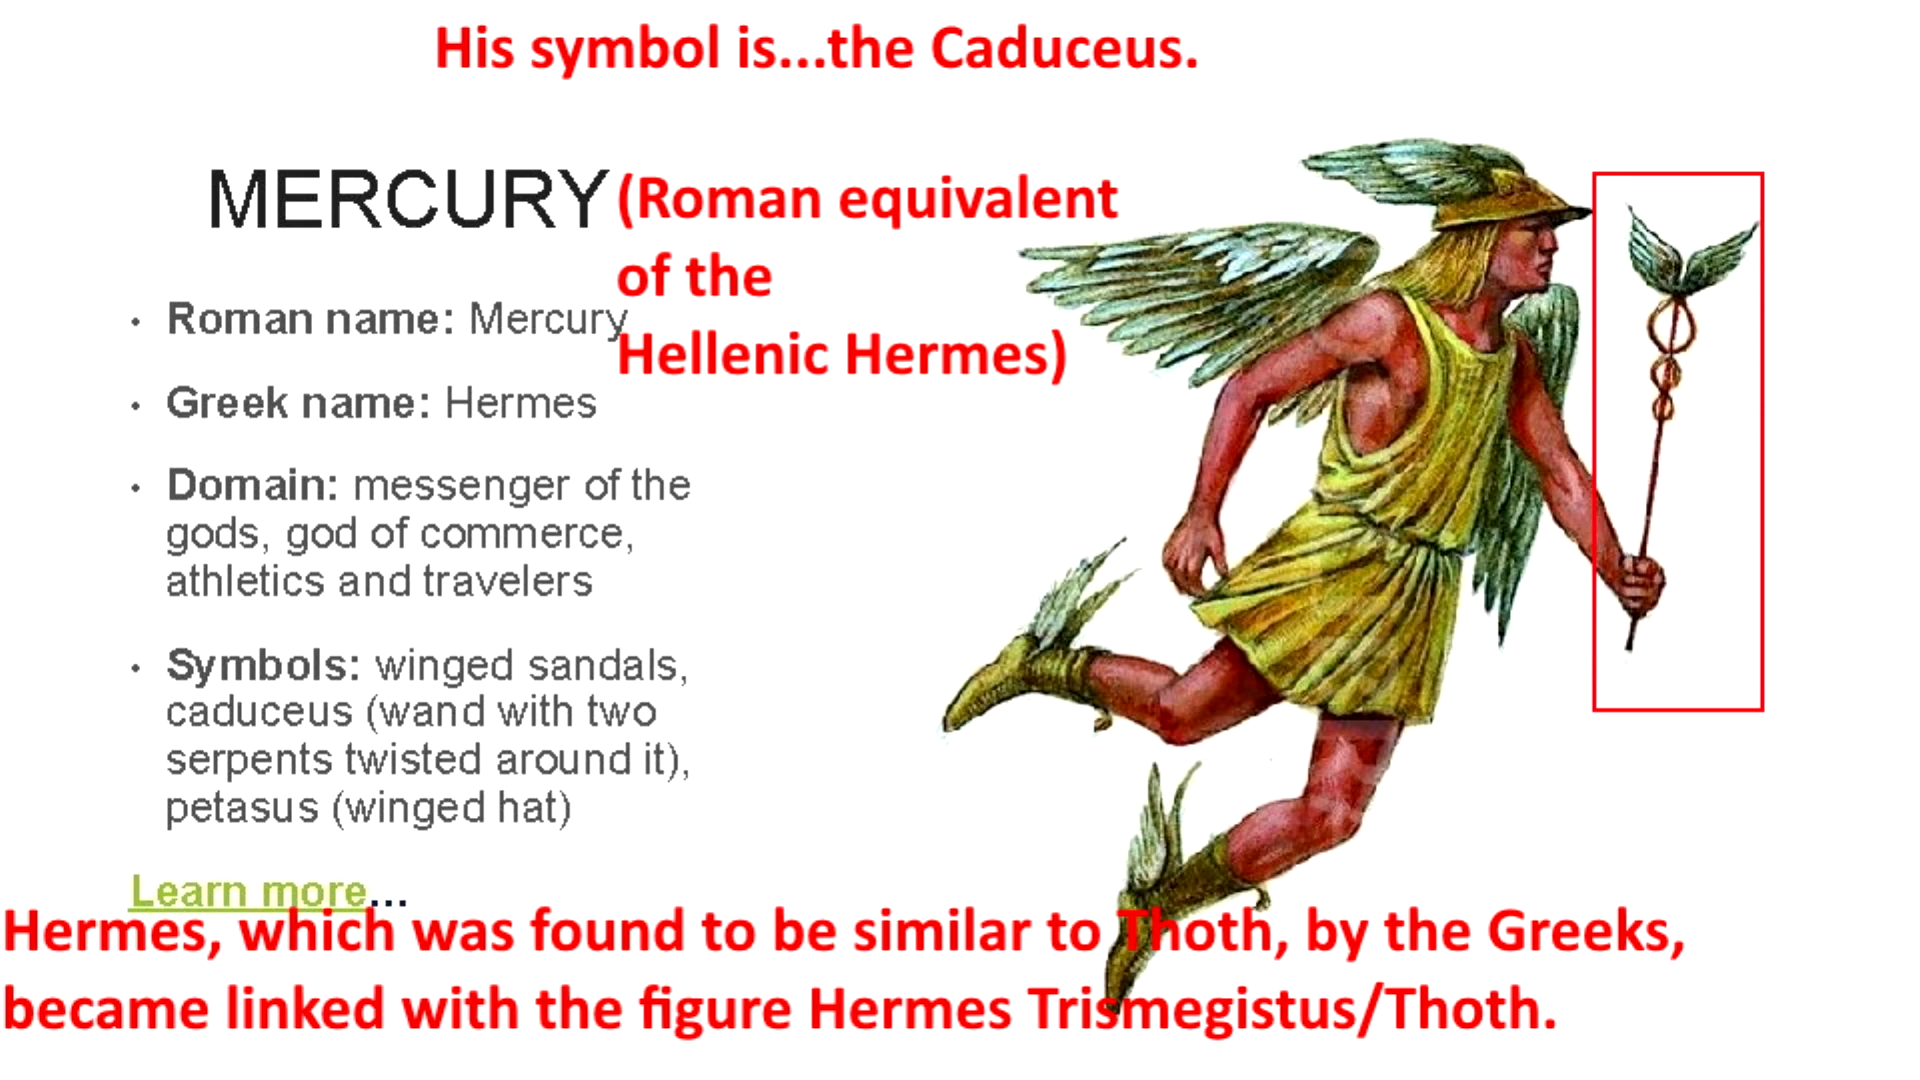 His symbol is...the Caduceus.
MERCURY
(Roman equivalent
of the
Hellenic Hermes)
• Roman name: Mercury
• Greek name: Hermes
• Domain: messenger of the
gods, god of commerce,
athletics and travelers
• Symbols: winged sandals,
caduceus (wand with two
serpents twisted around it),
petasus (winged hat)
Learn more...
Hermes, which was found to be similar to Thoth, by the Greeks,
became linked with the figure Hermes Trismegistus/Thoth.